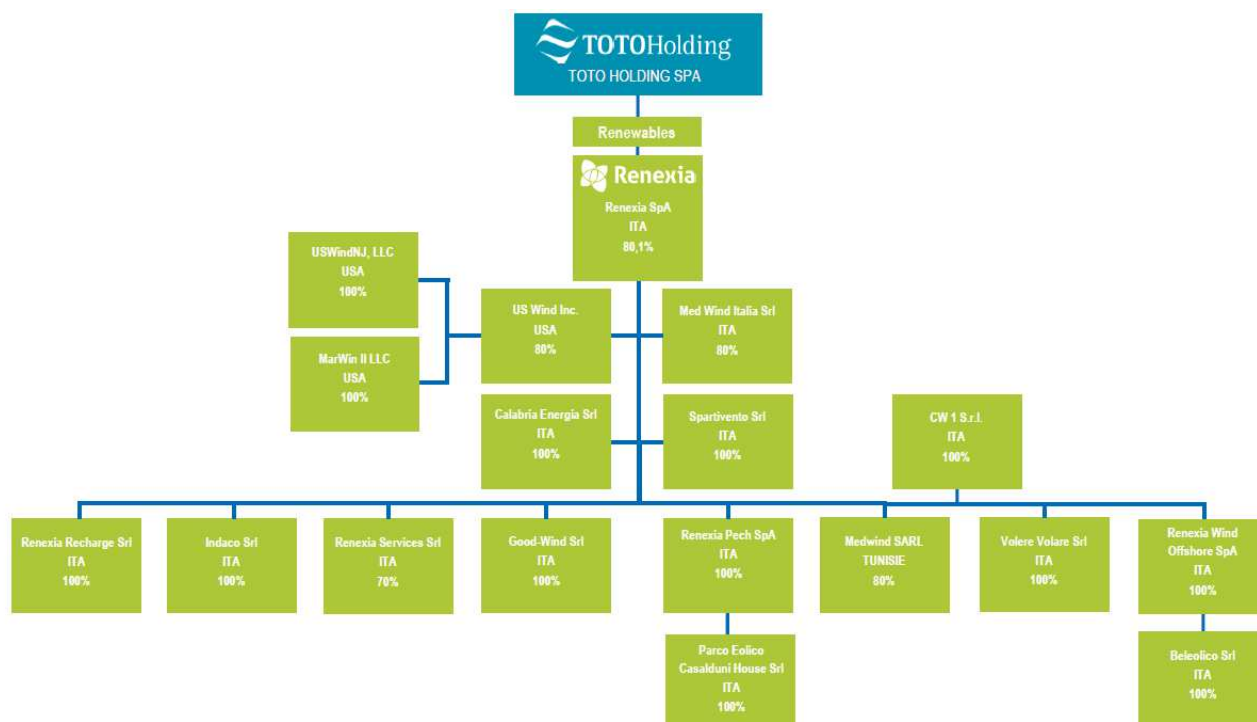 TOTOHolding
TOTO HOLDING SPA
Renewables
Renexia
Renexia SpA
ITA
80,1%
USWindNJ, LLC
USA
100%
MarWin II LLC
USA
100%
US Wind Inc.
USA
80%
Med Wind Italia Srl
ITA
80%
Calabria Energia Srl
ITA
100%
Spartivento Srl
ITA
100%
CW 1 S.r.l.
ITA
100%
Renexia Recharge Srl
ITA
100%
Indaco Srl
ITA
100%
Renexia Services Srl
ITA
70%
Good-Wind Srl
ITA
100%
Renexia Pech SpA
ITA
100%
Medwind SARL
TUNISIE
80%
Volere Volare Srl
ITA
100%
Renexia Wind
Offshore SpA
ITA
100%
Parco Eolico
Casalduni House Srl
ITA
100%
Beleolico Srl
ITA
100%